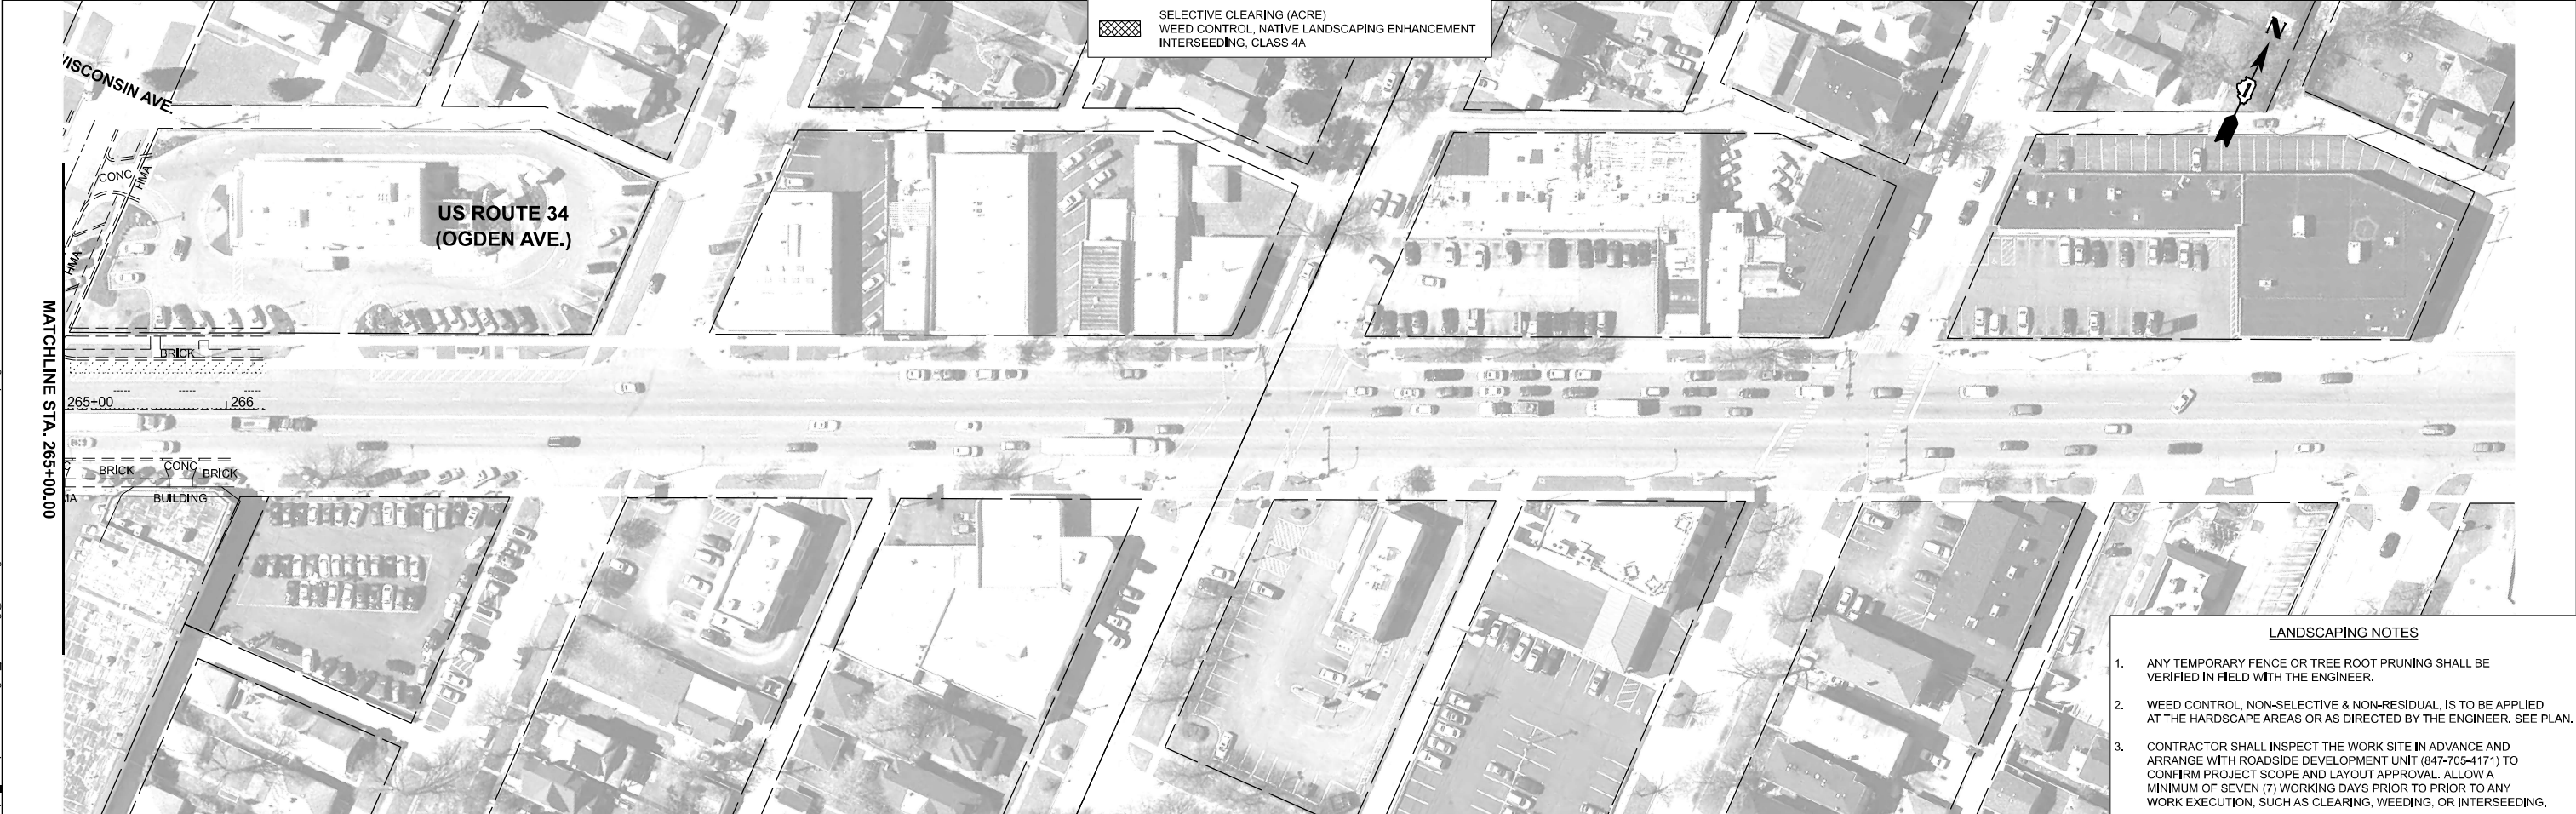 SELECTIVE CLEARING (ACRE)
WEED CONTROL, NATIVE LANDSCAPING ENHANCEMENT
INTERSEEDING, CLASS 4A
N
1
WISCONSIN AVE.
CONC
HMA
HMA
US ROUTE 34
(OGDEN AVE.)
MATCHLINE STA. 265+00.00
BRICK
265+00
266
BRICK
CONC
BRICK
BUILDING
LANDSCAPING NOTES
1. ANY TEMPORARY FENCE OR TREE ROOT PRUNING SHALL BE
VERIFIED IN FIELD WITH THE ENGINEER.
2. WEED CONTROL, NON-SELECTIVE & NON-RESIDUAL, IS TO BE APPLIED
AT THE HARDSCAPE AREAS OR AS DIRECTED BY THE ENGINEER. SEE PLAN.
3. CONTRACTOR SHALL INSPECT THE WORK SITE IN ADVANCE AND
ARRANGE WITH ROADSIDE DEVELOPMENT UNIT (847-705-4171) TO
CONFIRM PROJECT SCOPE AND LAYOUT APPROVAL. ALLOW A
MINIMUM OF SEVEN (7) WORKING DAYS PRIOR TO PRIOR TO ANY
WORK EXECUTION, SUCH AS CLEARING, WEEDING, OR INTERSEEDING.